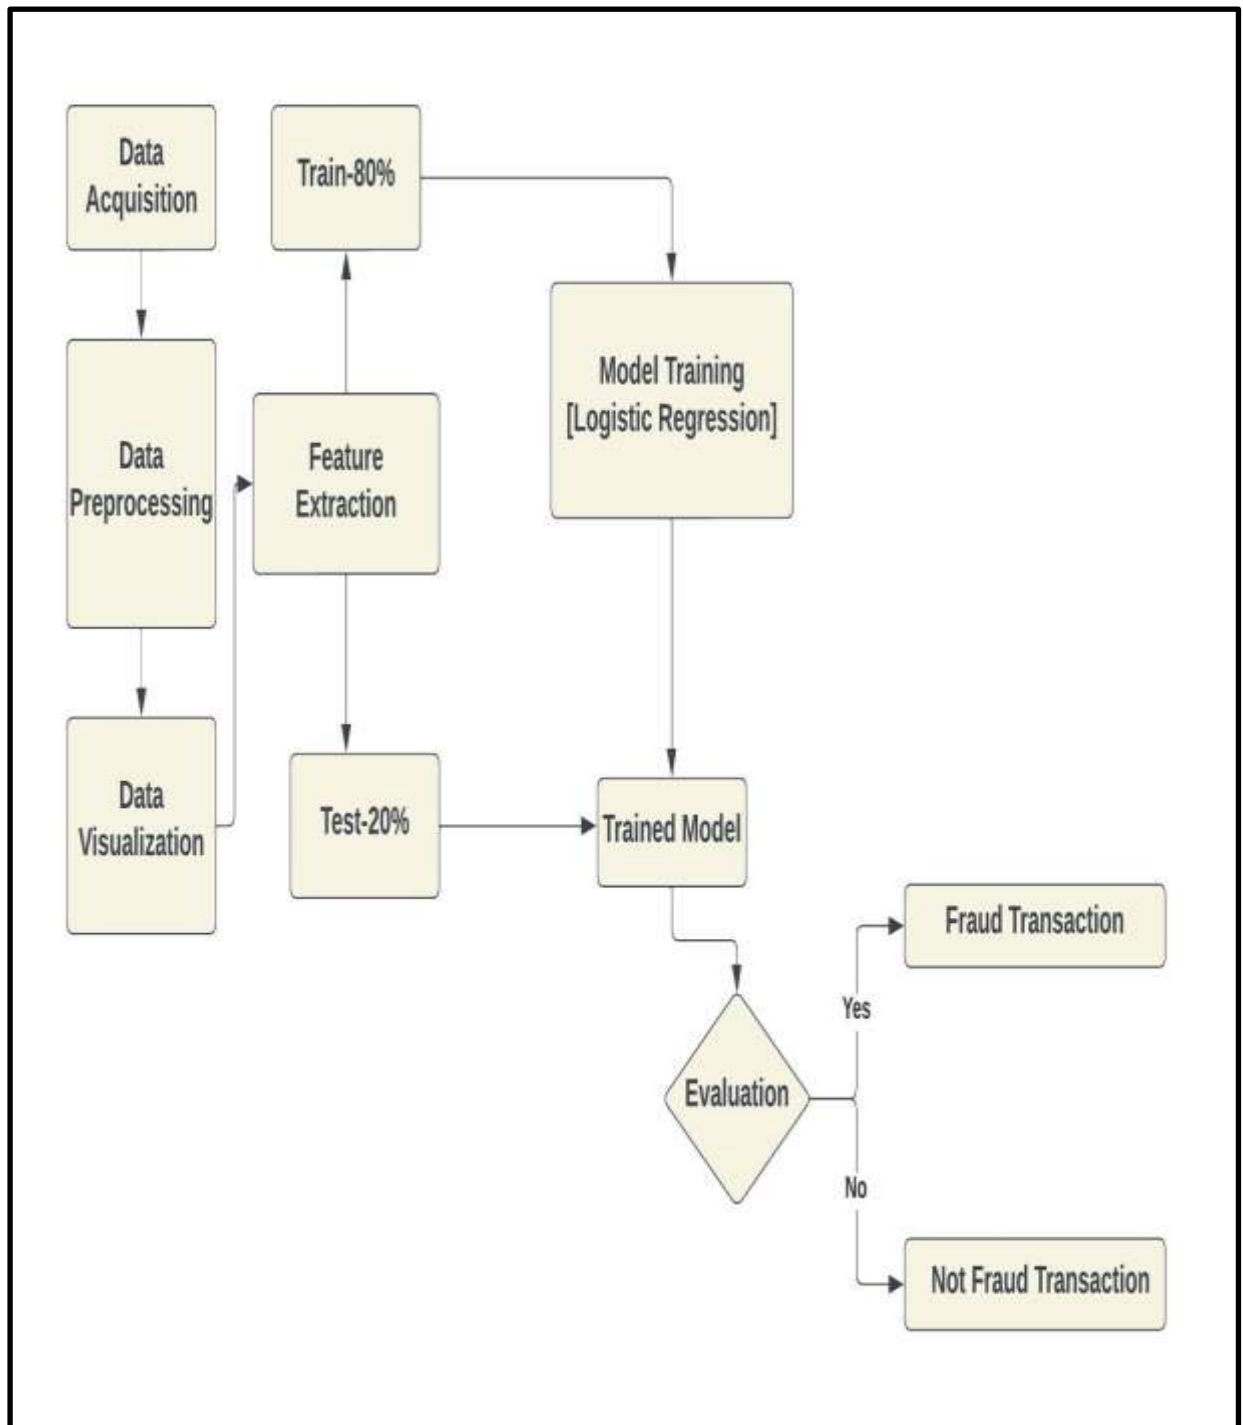 Data
Acquisition
Train-80%
Model Training
[Logistic Regression]
Data
Preprocessing
Feature
Extraction
Data
Visualization
Test-20%
Trained Model
Fraud Transaction
Yes
Evaluation
No
Not Fraud Transaction